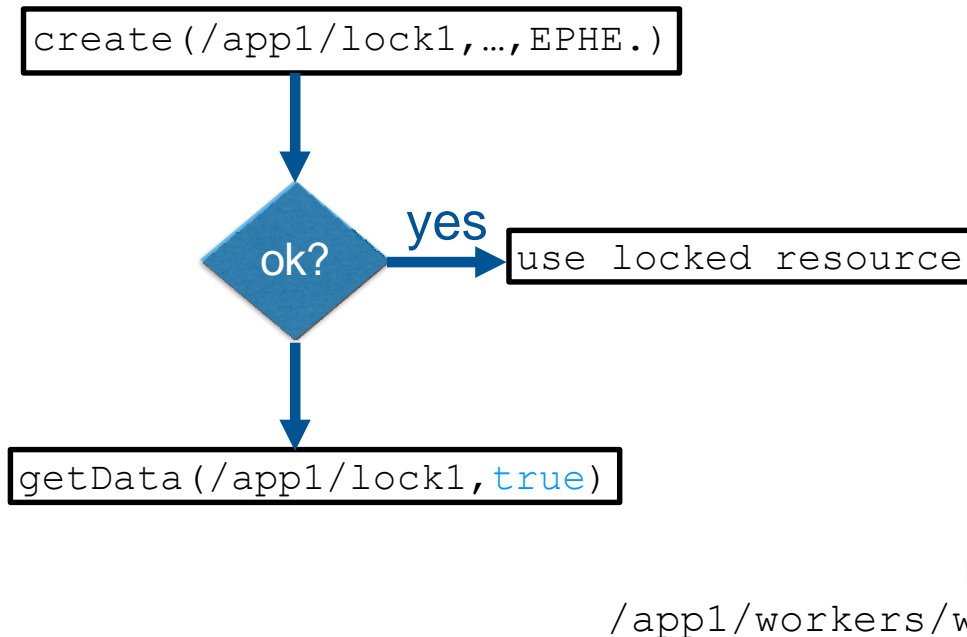 create(/app1/lock1,…,EPHE.)
yes
ok?
use locked resource
getData(/app1/lock1,true)
/app1/workers/w